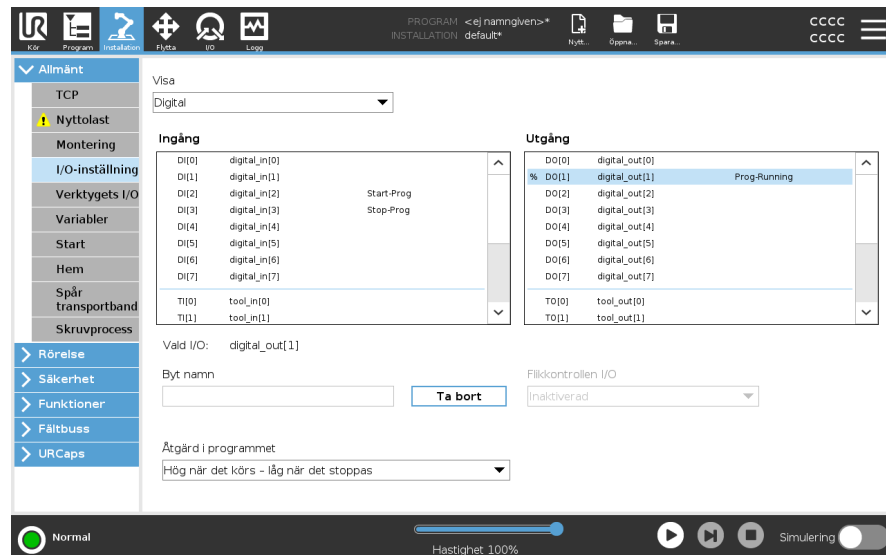 PROGRAM <ej namngiven>*
INSTALLATION default*
CCCC
CCCC
Kör
Program
Installation
Flytta
I/O
Logg
Nytt...
Öppna...
Spara...
Allmänt
TCP
Nyttolast
Montering
I/O-inställning
Verktygets I/O
Variabler
Start
Hem
Spår
transportband
Skruvprocess
Rörelse
Säkerhet
Funktioner
Fältbuss
URCaps
Visa
Digital
Ingång
DI[0] digital_in[0]
DI[1] digital_in[1]
DI[2] digital_in[2] Start-Prog
DI[3] digital_in[3] Stop-Prog
DI[4] digital_in[4]
DI[5] digital_in[5]
DI[6] digital_in[6]
DI[7] digital_in[7]
TI[0] tool_in[0]
TI[1] tool_in[1]
Utgång
DO[0] digital_out[0]
% DO[1] digital_out[1] Prog-Running
DO[2] digital_out[2]
DO[3] digital_out[3]
DO[4] digital_out[4]
DO[5] digital_out[5]
DO[6] digital_out[6]
DO[7] digital_out[7]
TO[0] tool_out[0]
TO[1] tool_out[1]
Vald I/O: digital_out[1]
Byt namn
Ta bort
Flikkontrollen I/O
Inaktiverad
Åtgärd i programmet
Hög när det körs – låg när det stoppas
Normal
Hastighet 100%
Simulering